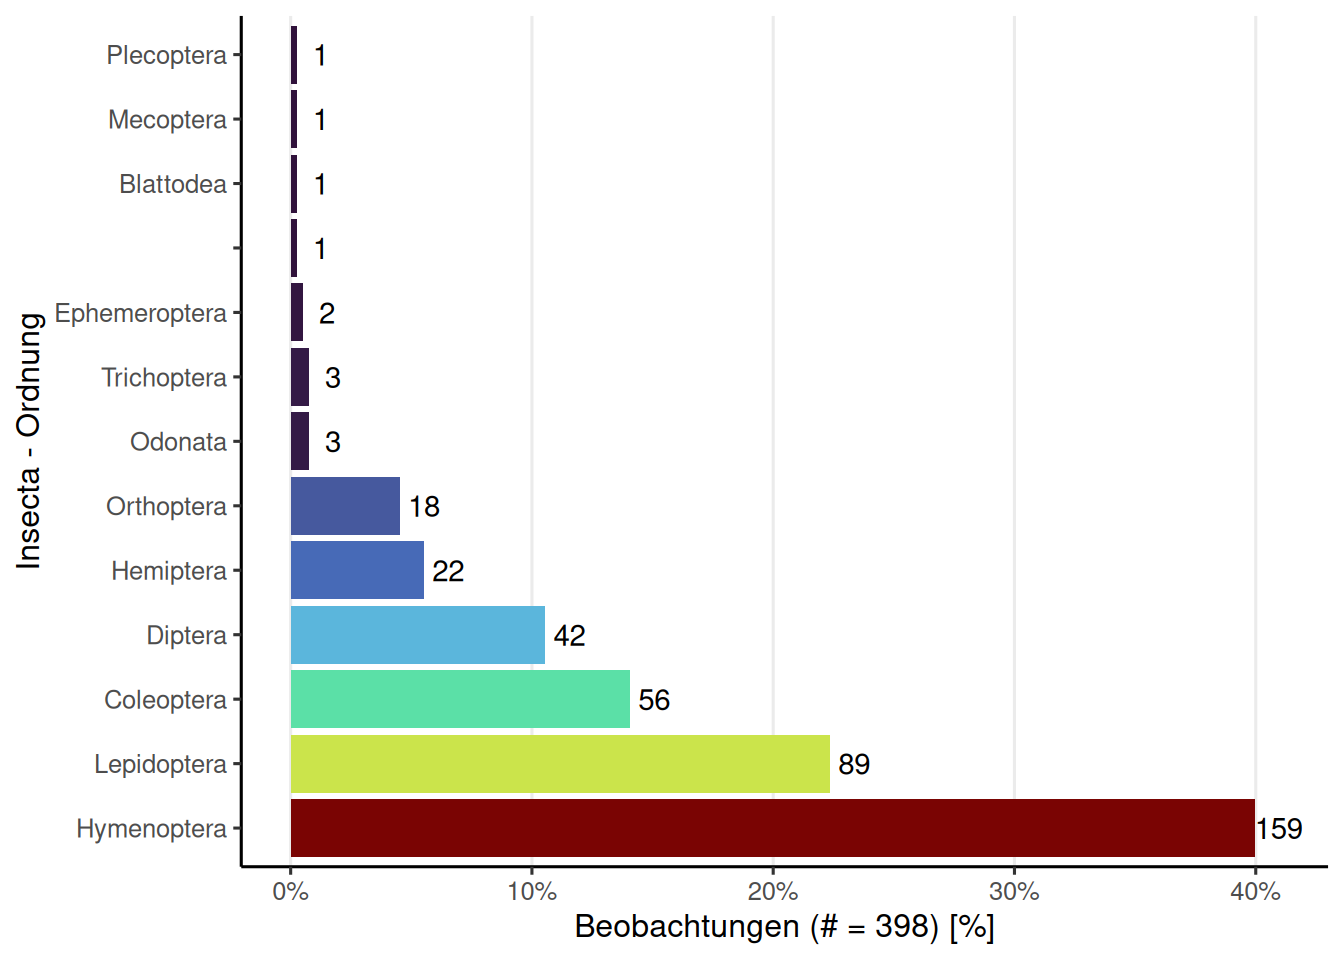 Plecoptera 1
Mecoptera 1
Blattodea 1
1
Ephemeroptera 2
Trichoptera 3
Odonata 3
Orthoptera 18
Hemiptera 22
Diptera 42
Coleoptera 56
Lepidoptera 89
Hymenoptera 159
0% 10% 20% 30% 40%
Beobachtungen (# = 398) [%]
Insecta - Ordnung